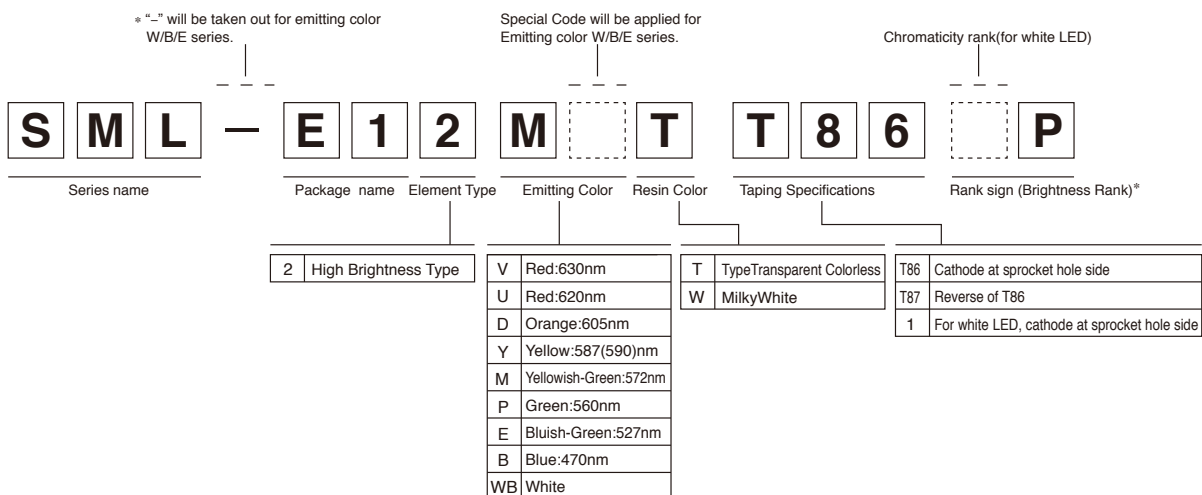 * "–" will be taken out for emitting color
W/B/E series.
Special Code will be applied for
Emitting color W/B/E series.
Chromaticity rank(for white LED)
S M L – E 1 2 M T T 8 6 P
Series name
Package name
Element Type
Emitting Color
Resin Color
Taping Specifications
Rank sign (Brightness Rank)*
2 High Brightness Type
V Red:630nm
U Red:620nm
D Orange:605nm
Y Yellow:587(590)nm
M Yellowish-Green:572nm
P Green:560nm
E Bluish-Green:527nm
B Blue:470nm
WB White
T TypeTransparent Colorless
W MilkyWhite
T86 Cathode at sprocket hole side
T87 Reverse of T86
1 For white LED, cathode at sprocket hole side